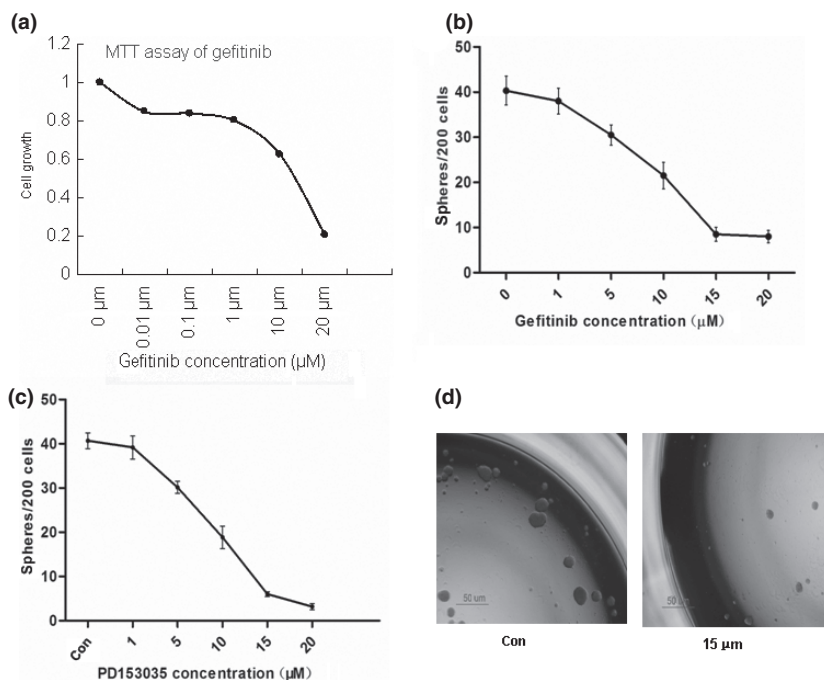 (a)
MTT assay of gefitinib
1.2
1
0.8
0.6
0.4
0.2
0
Cell growth
0 µm
0.01 µm
0.1 µm
1 µm
10 µm
20 µm
Gefitinib concentration (µM)
(b)
50
40
30
20
10
0
Spheres/200 cells
0 1 5 10 15 20
Gefitinib concentration (µM)
(c)
50
40
30
20
10
0
Spheres/200 cells
Con 1 5 10 15 20
PD153035 concentration (µM)
(d)
50 um
50 um
Con
15 µm